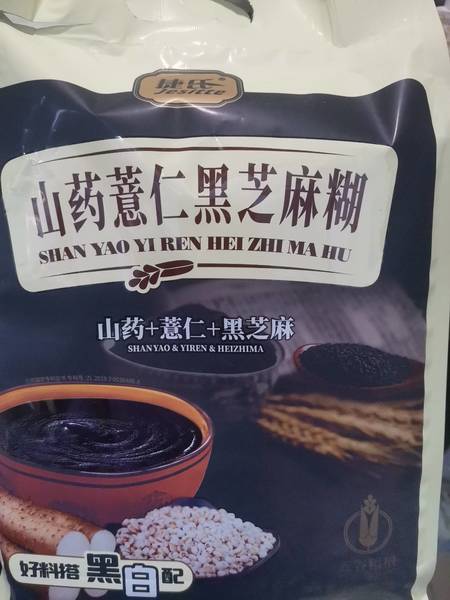 捷氏®
Jesitte
山药薏仁黑芝麻糊
SHAN YAO YI REN HEI ZHI MA HU
山药+薏仁+黑芝麻
SHANYAO & YIREN & HEIZHIMA
好料搭 黑白 配